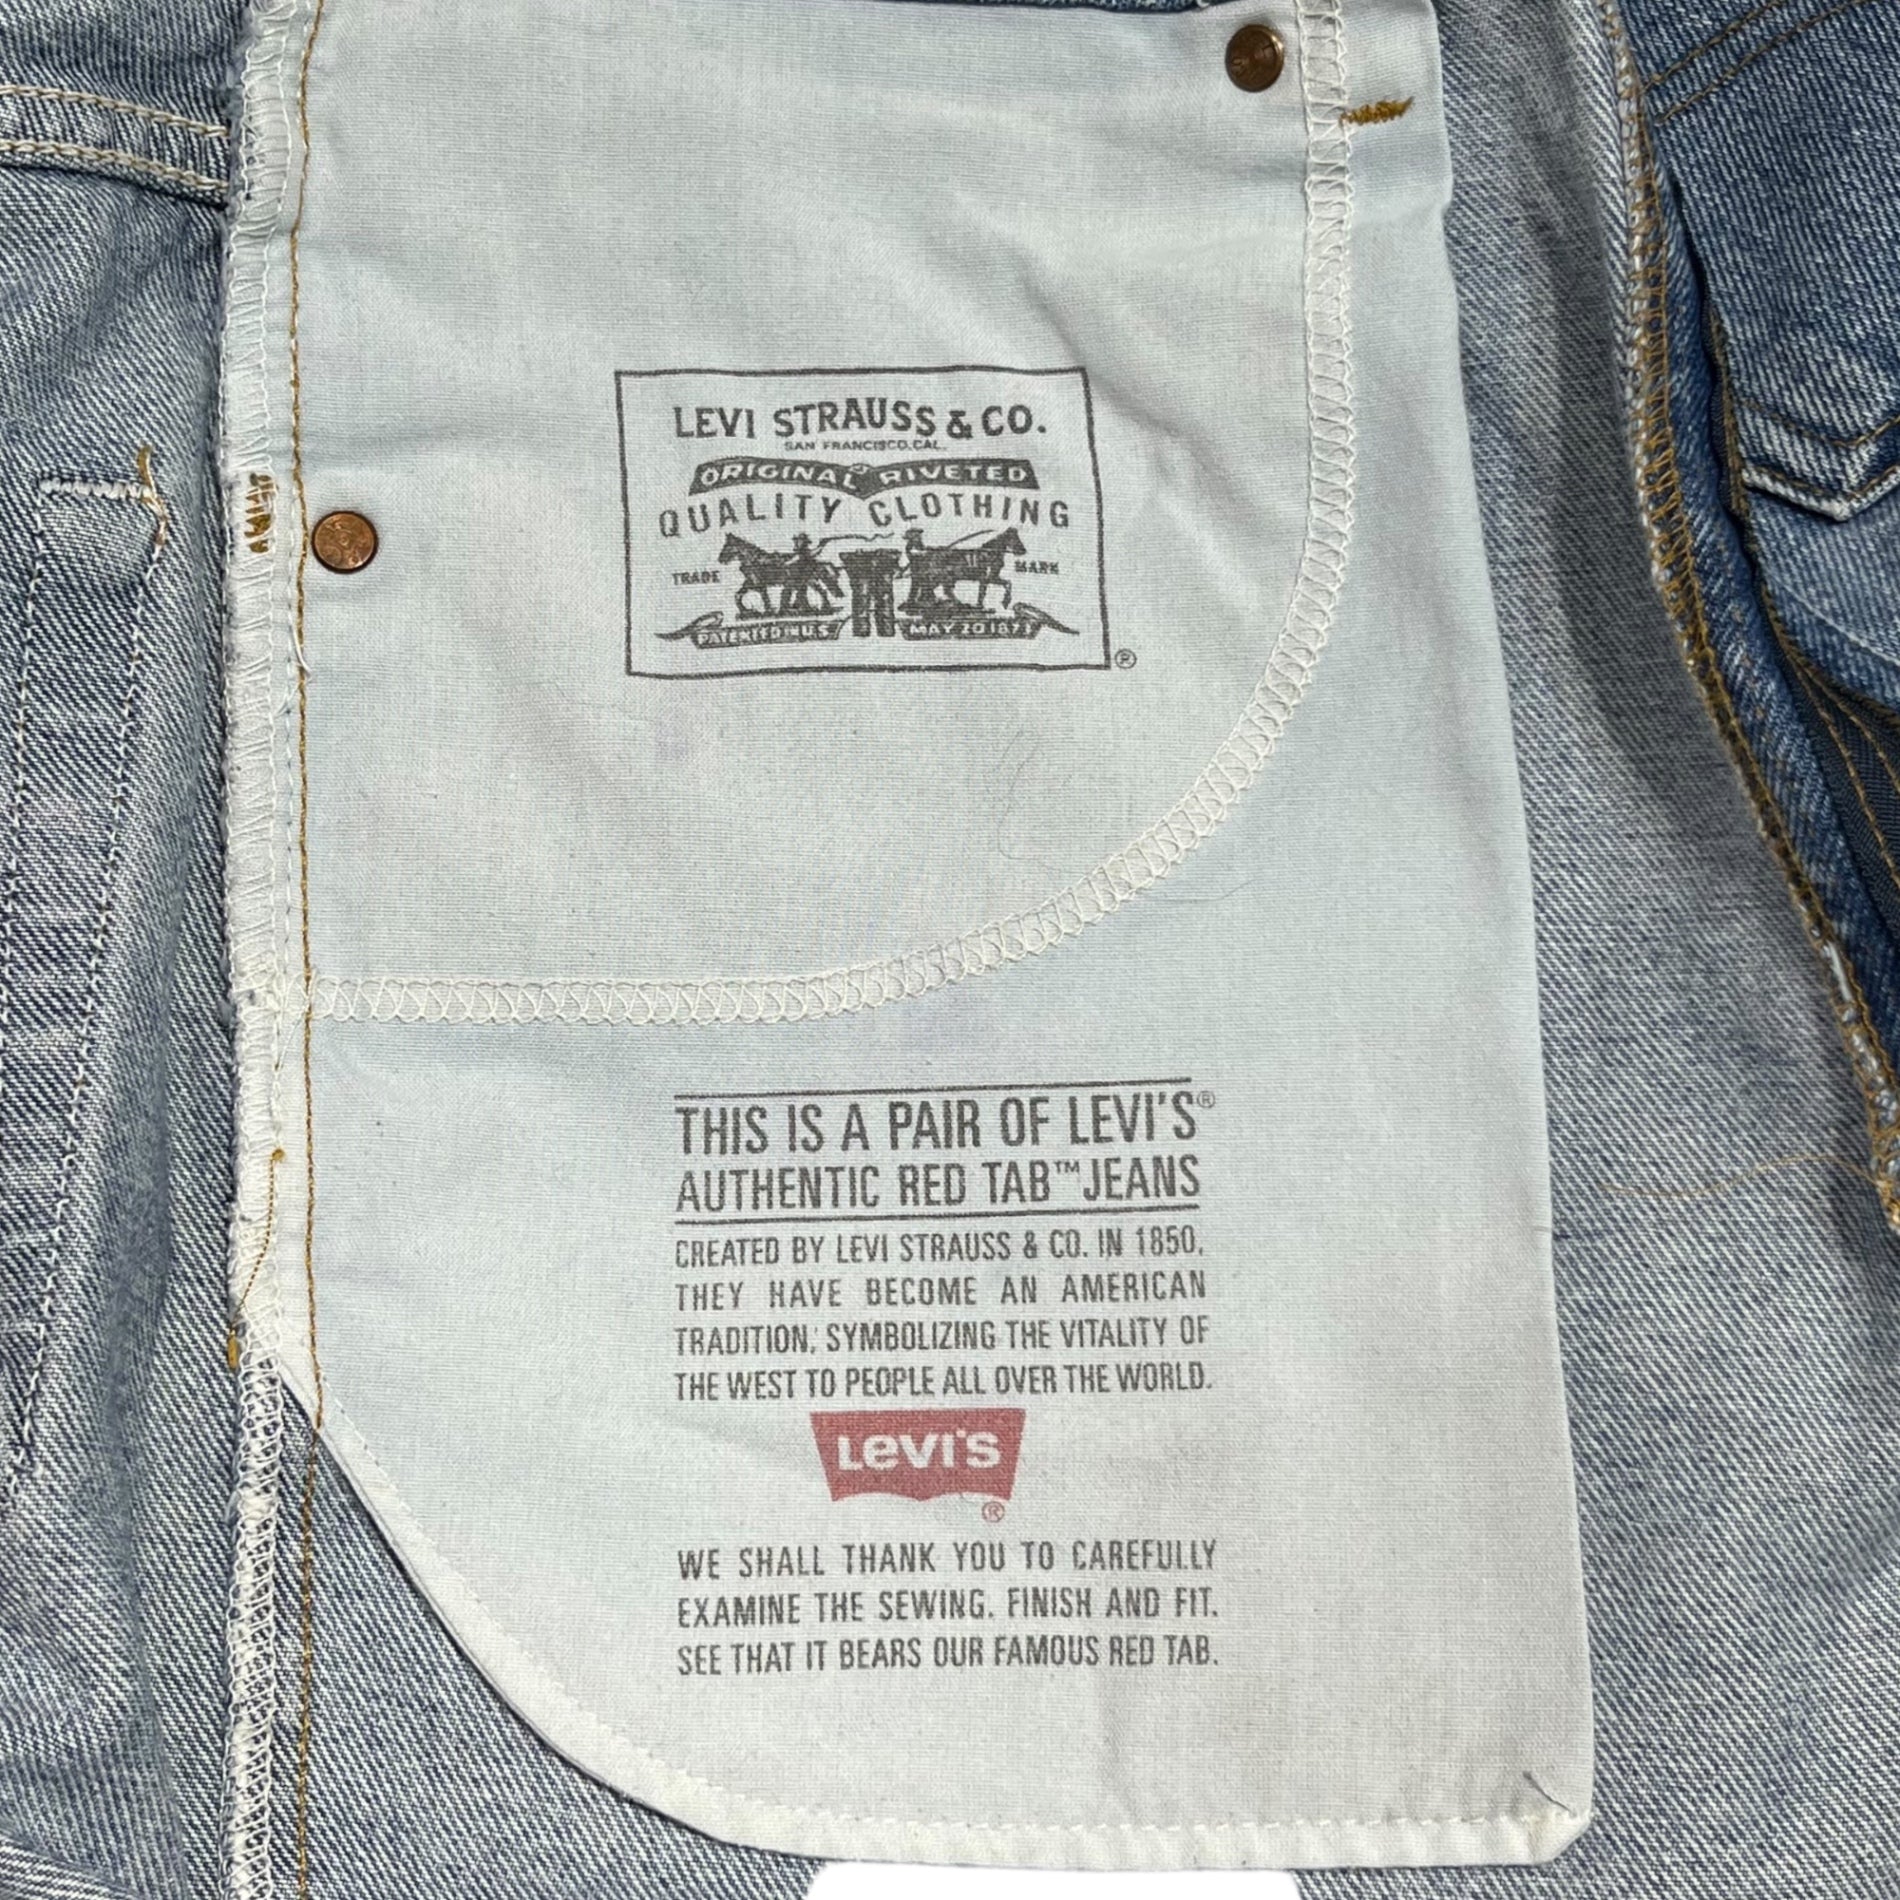 LEVI STRAUSS & CO.
SAN FRANCISCO, CAL.
ORIGINAL RIVETED
QUALITY CLOTHING
TRADE MARK
PATENTED IN U.S. MAY 20 1873
®
THIS IS A PAIR OF LEVI'S®
AUTHENTIC RED TAB™ JEANS
CREATED BY LEVI STRAUSS & CO. IN 1850,
THEY HAVE BECOME AN AMERICAN
TRADITION, SYMBOLIZING THE VITALITY OF
THE WEST TO PEOPLE ALL OVER THE WORLD.
LEVI'S
®
WE SHALL THANK YOU TO CAREFULLY
EXAMINE THE SEWING, FINISH AND FIT.
SEE THAT IT BEARS OUR FAMOUS RED TAB.